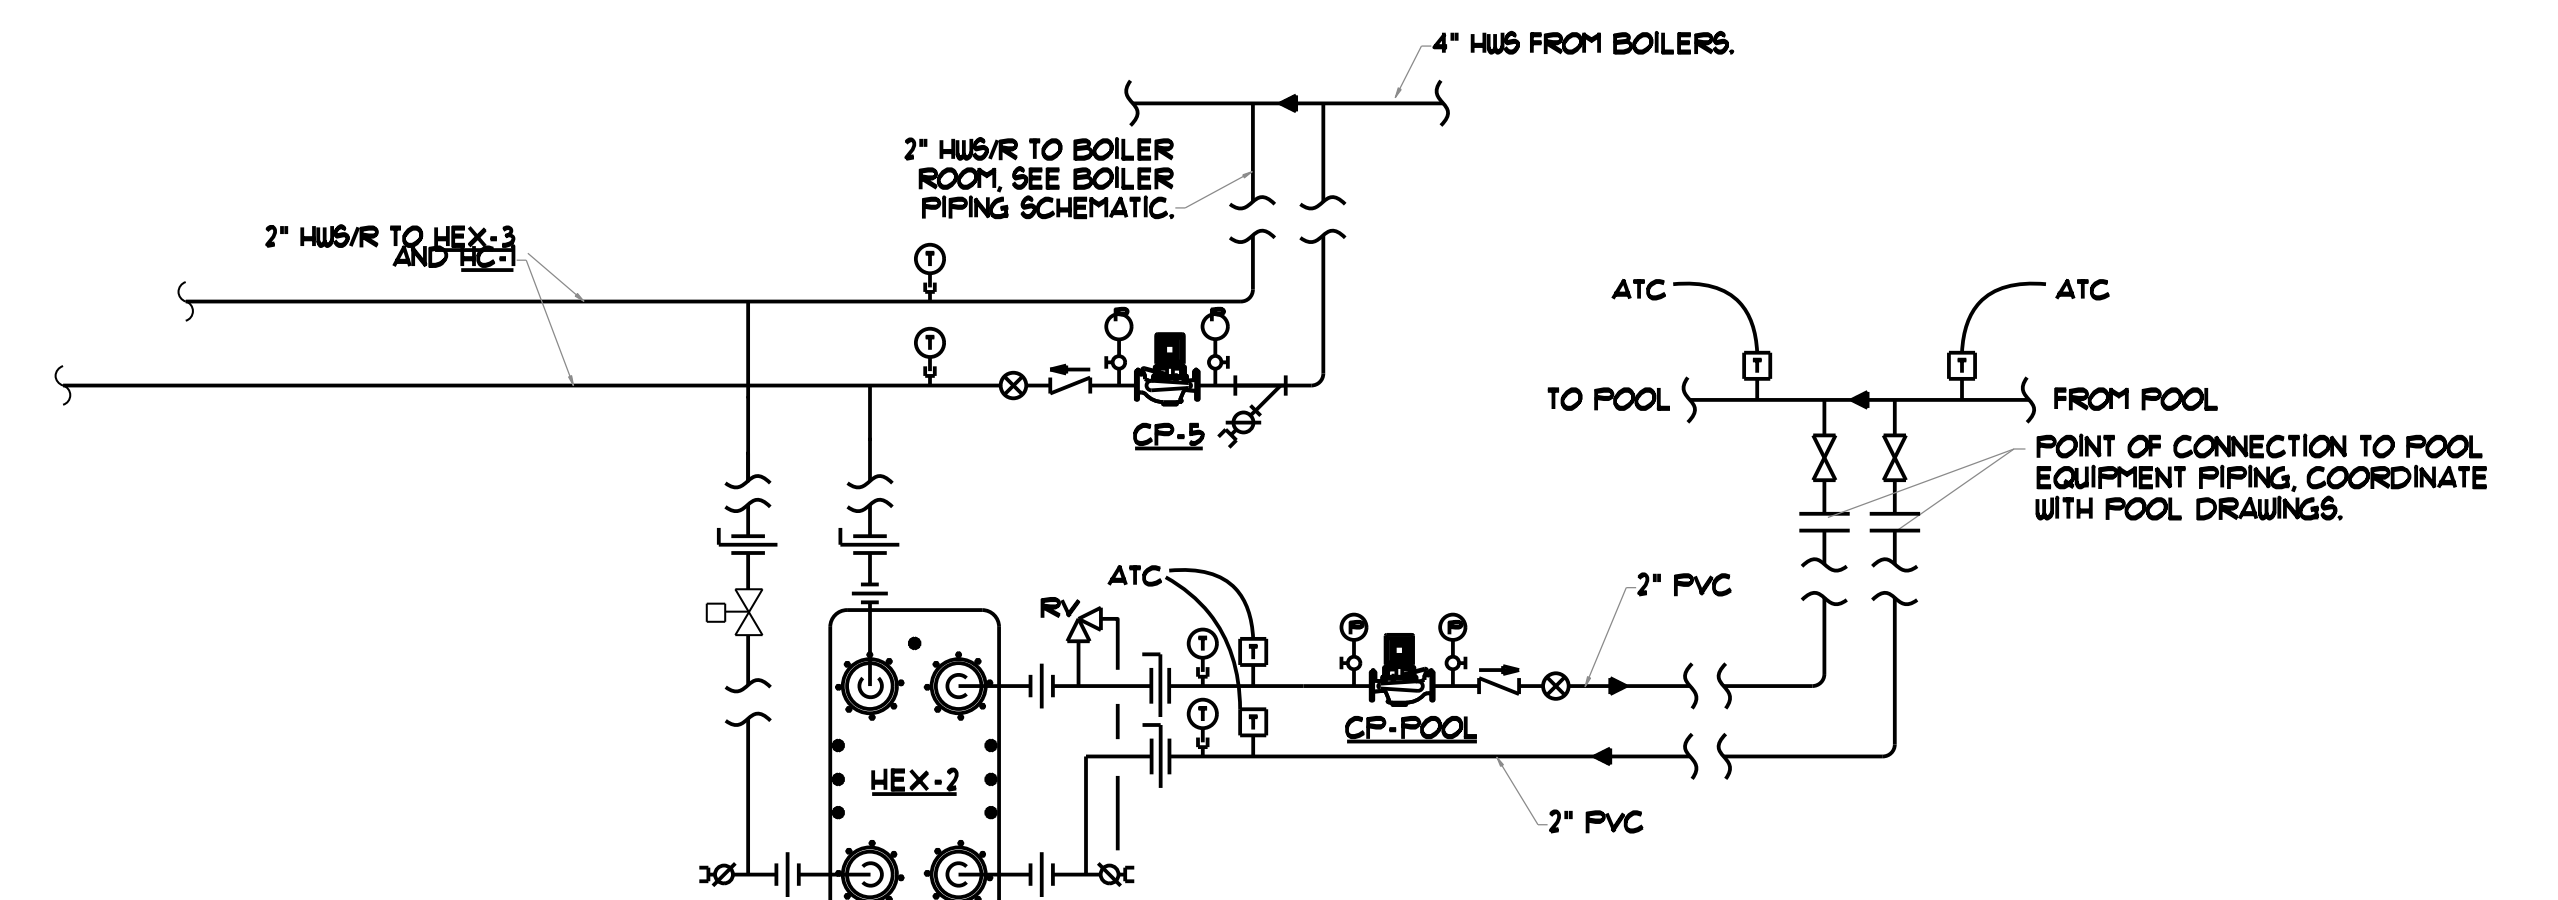 4" HWS FROM BOILERS.
2" HWS/R TO BOILER
ROOM, SEE BOILER
PIPING SCHEMATIC.
2" HWS/R TO HEX-3
AND HC-1
T
T
P
P
CP-5
ATC
ATC
T
T
TO POOL
FROM POOL
POINT OF CONNECTION TO POOL
EQUIPMENT PIPING, COORDINATE
WITH POOL DRAWINGS.
ATC
RV
2" PVC
T
T
P
P
T
T
CP-POOL
HEX-2
2" PVC